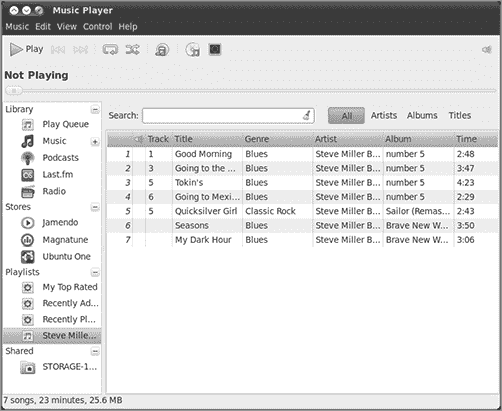 Music Player
Music Edit View Control Help
Play
Not Playing
Library
Play Queue
Music
Podcasts
Last.fm
Radio
Stores
Jamendo
Magnatune
Ubuntu One
Playlists
My Top Rated
Recently Ad...
Recently Pl...
Steve Mille...
Shared
STORAGE-1...
Search: All Artists Albums Titles
Track Title Genre Artist Album Time
1 1 Good Morning Blues Steve Miller B... number 5 2:48
2 3 Going to the ... Blues Steve Miller B... number 5 3:47
3 5 Tokin's Blues Steve Miller B... number 5 4:23
4 6 Going to Mexi... Blues Steve Miller B... number 5 2:29
5 5 Quicksilver Girl Classic Rock Steve Miller B... Sailor (Remas... 2:43
6 Seasons Blues Steve Miller B... Brave New W... 3:50
7 My Dark Hour Blues Steve Miller B... Brave New W... 3:06
7 songs, 23 minutes, 25.6 MB